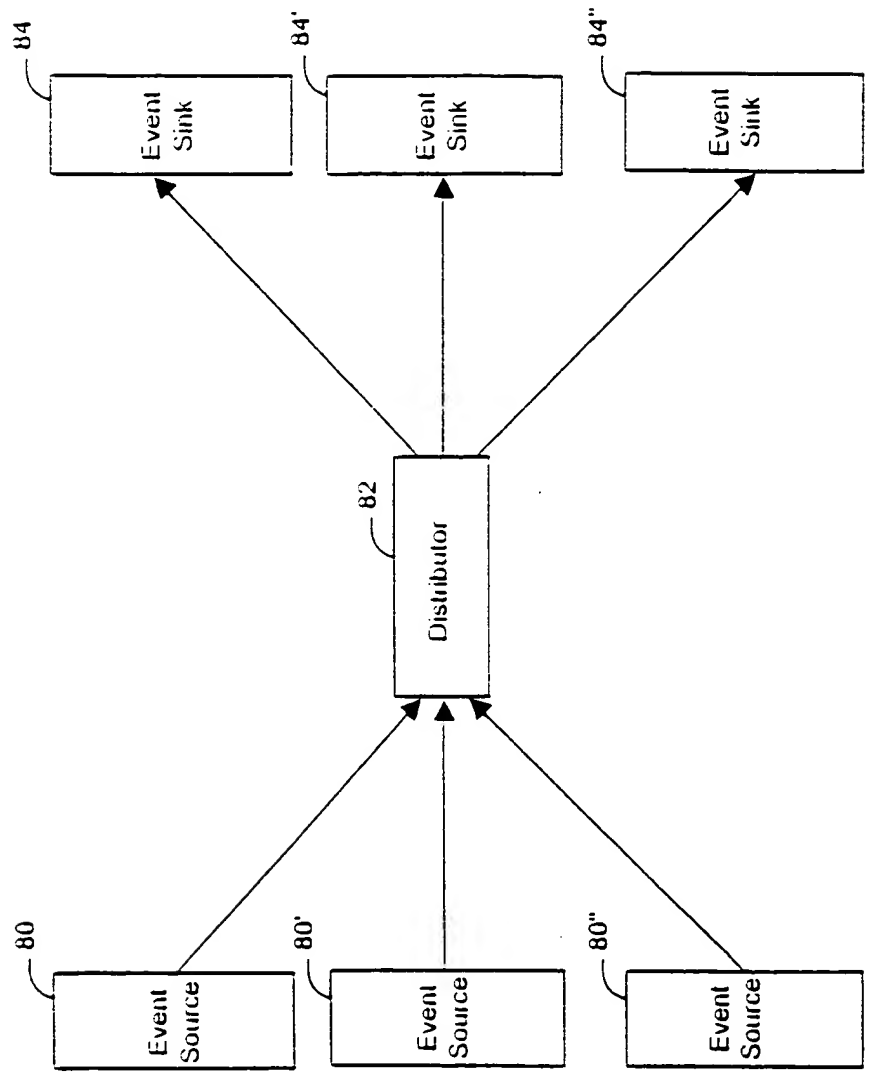 80
Event
Source
80'
Event
Source
80"
Event
Source
82
Distributor
84
Event
Sink
84'
Event
Sink
84"
Event
Sink